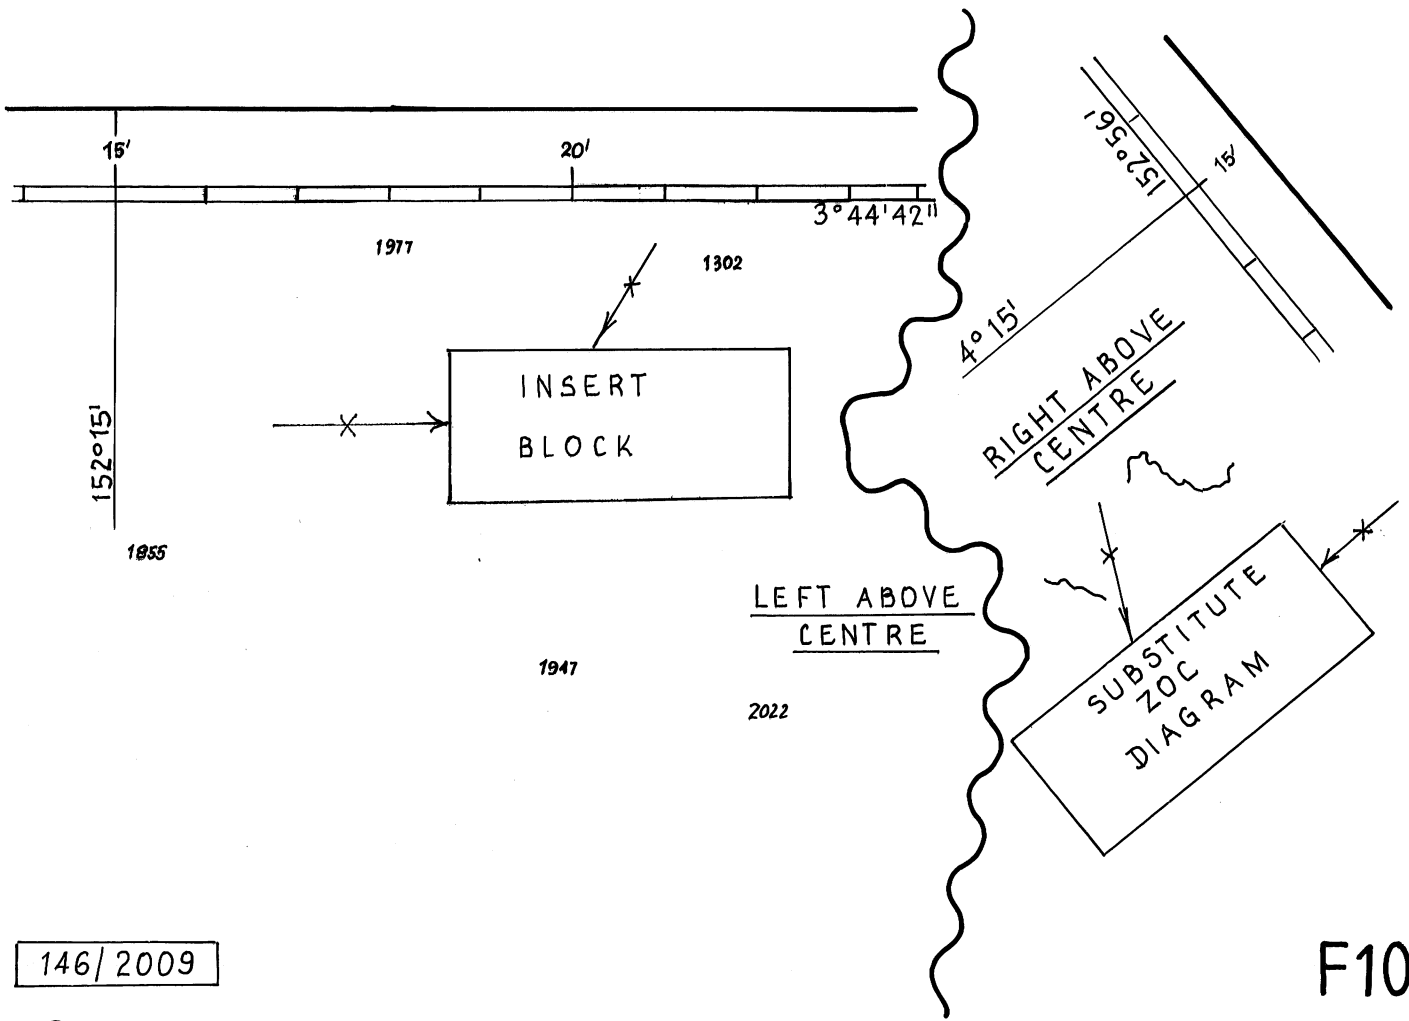 15'
20'
3°44'42"
1977
1302
INSERT
BLOCK
152°15'
1855
LEFT ABOVE
CENTRE
1947
2022
152°56'
15'
4°15'
RIGHT ABOVE
CENTRE
SUBSTITUTE
ZOC
DIAGRAM
146/2009
F10